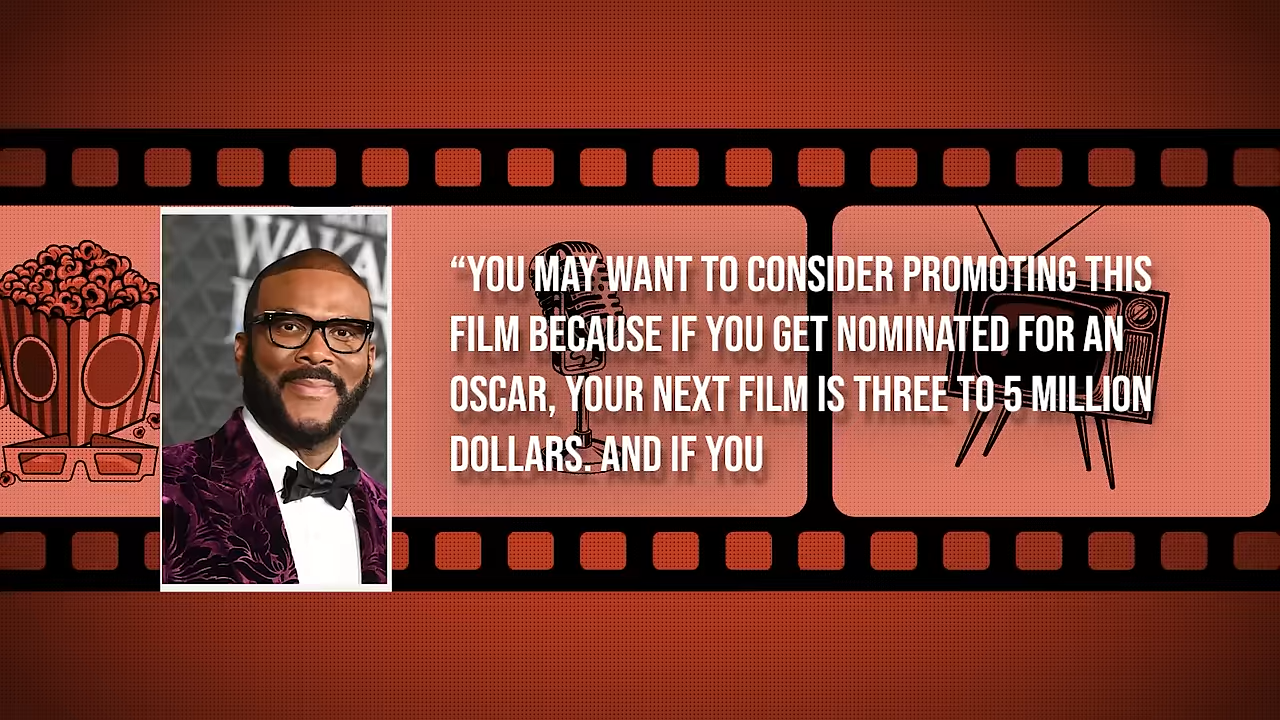 WAKA
“YOU MAY WANT TO CONSIDER PROMOTING THIS
FILM BECAUSE IF YOU GET NOMINATED FOR AN
OSCAR, YOUR NEXT FILM IS THREE TO 5 MILLION
DOLLARS. AND IF YOU